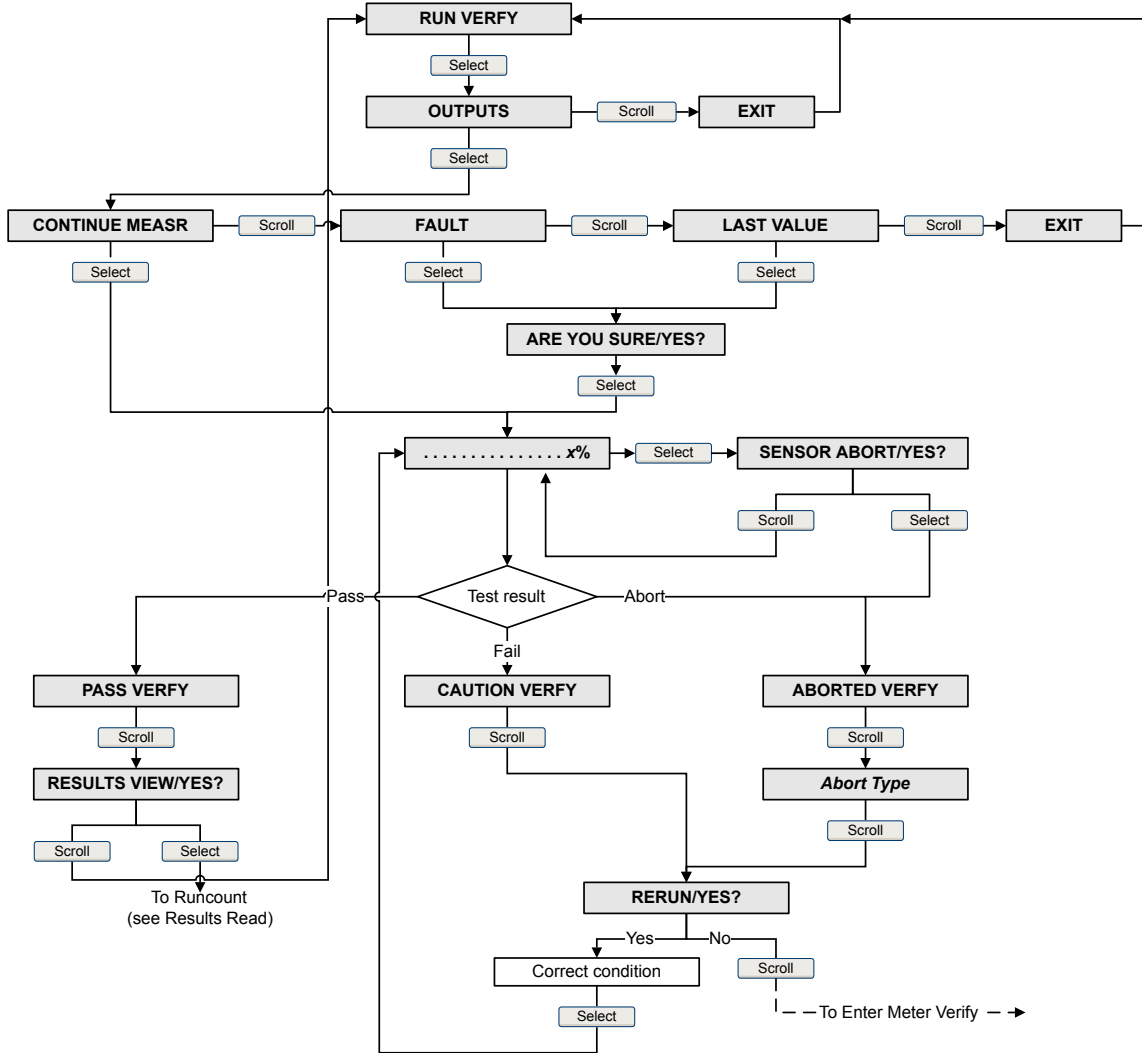 RUN VERFY
Select
OUTPUTS
Scroll
EXIT
Select
CONTINUE MEASR
Scroll
FAULT
Scroll
LAST VALUE
Scroll
EXIT
Select
Select
Select
ARE YOU SURE/YES?
Select
. . . . . . . . . . . . . . . x%
Select
SENSOR ABORT/YES?
Scroll
Select
Pass
Test result
Abort
Fail
PASS VERFY
CAUTION VERFY
ABORTED VERFY
Scroll
Scroll
Scroll
RESULTS VIEW/YES?
Abort Type
Scroll
Select
Scroll
To Runcount
(see Results Read)
RERUN/YES?
Yes
No
Correct condition
Scroll
Select
To Enter Meter Verify